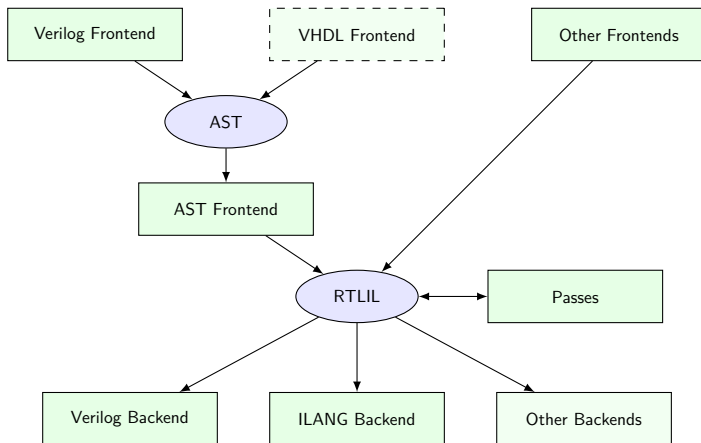 Verilog Frontend
VHDL Frontend
Other Frontends
AST
AST Frontend
RTLIL
Passes
Verilog Backend
ILANG Backend
Other Backends